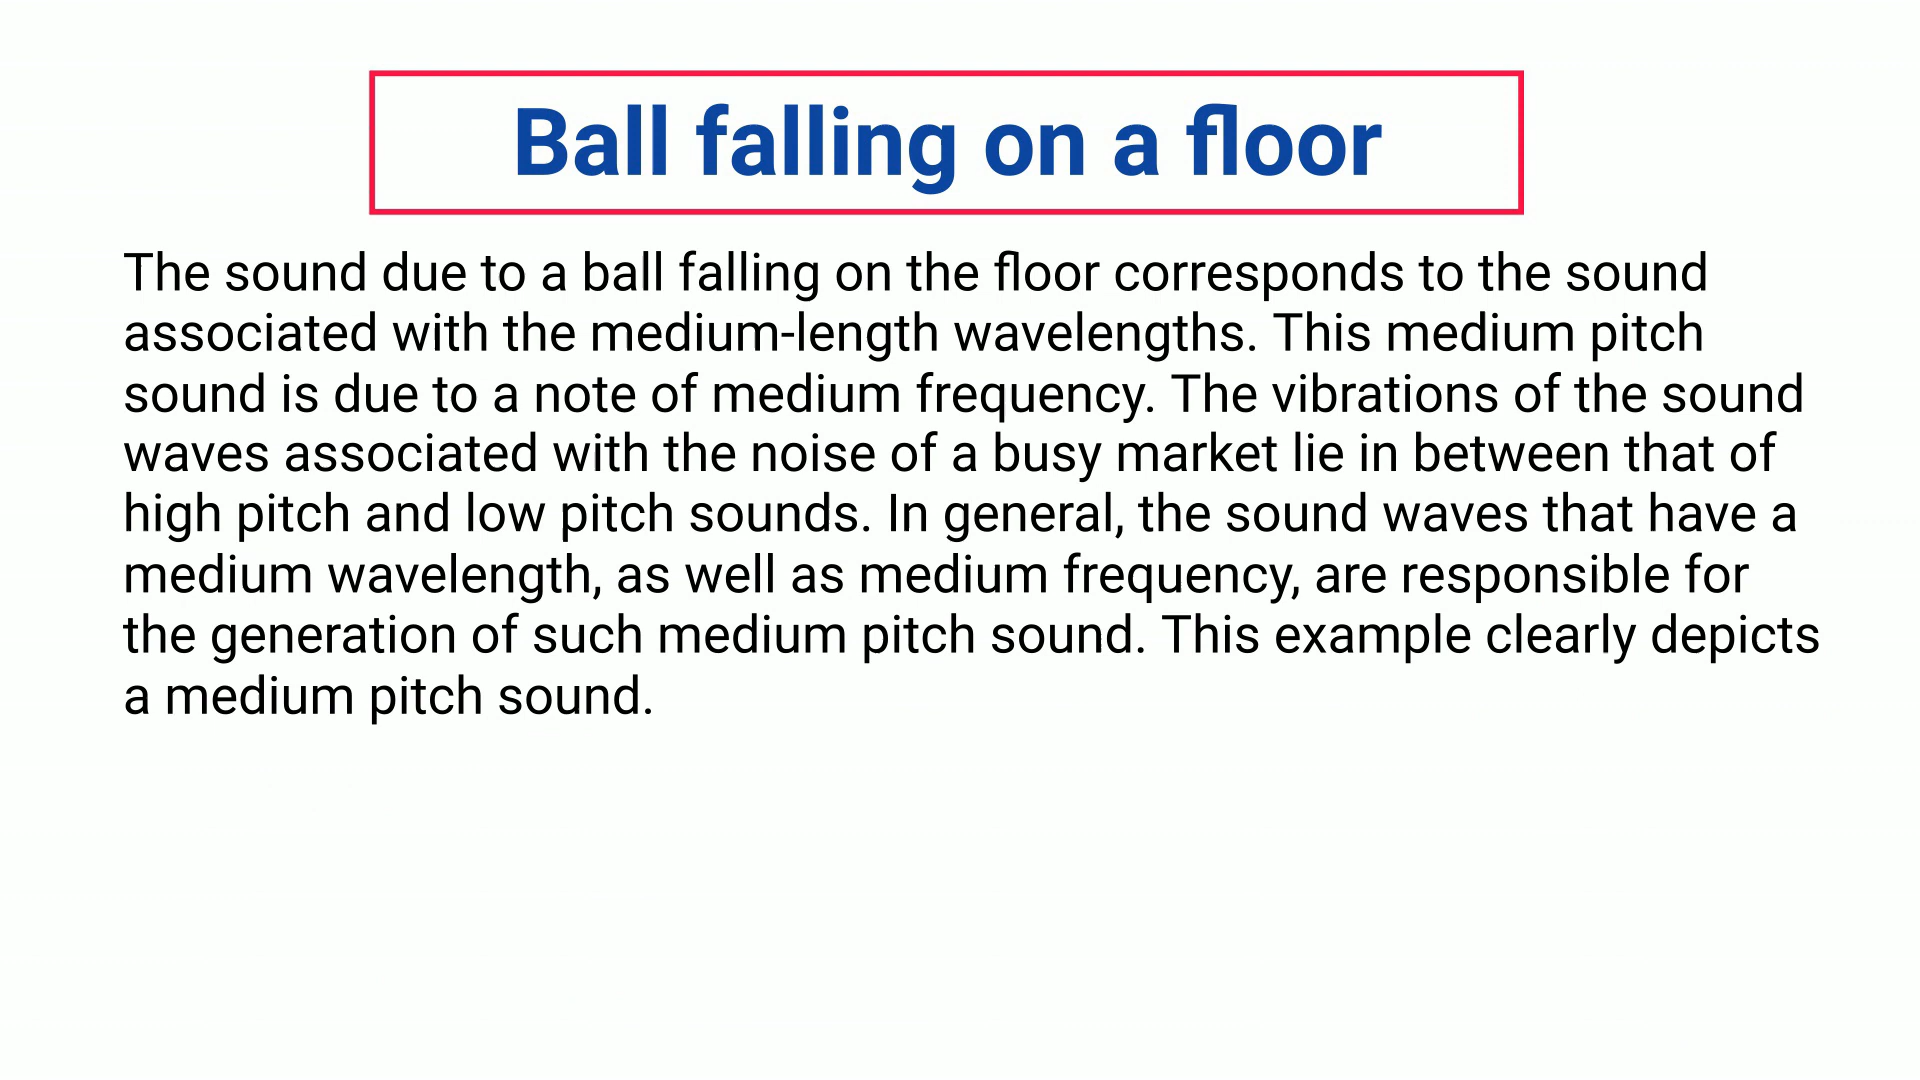 Ball falling on a floor
The sound due to a ball falling on the floor corresponds to the sound
associated with the medium-length wavelengths. This medium pitch
sound is due to a note of medium frequency. The vibrations of the sound
waves associated with the noise of a busy market lie in between that of
high pitch and low pitch sounds. In general, the sound waves that have a
medium wavelength, as well as medium frequency, are responsible for
the generation of such medium pitch sound. This example clearly depicts
a medium pitch sound.